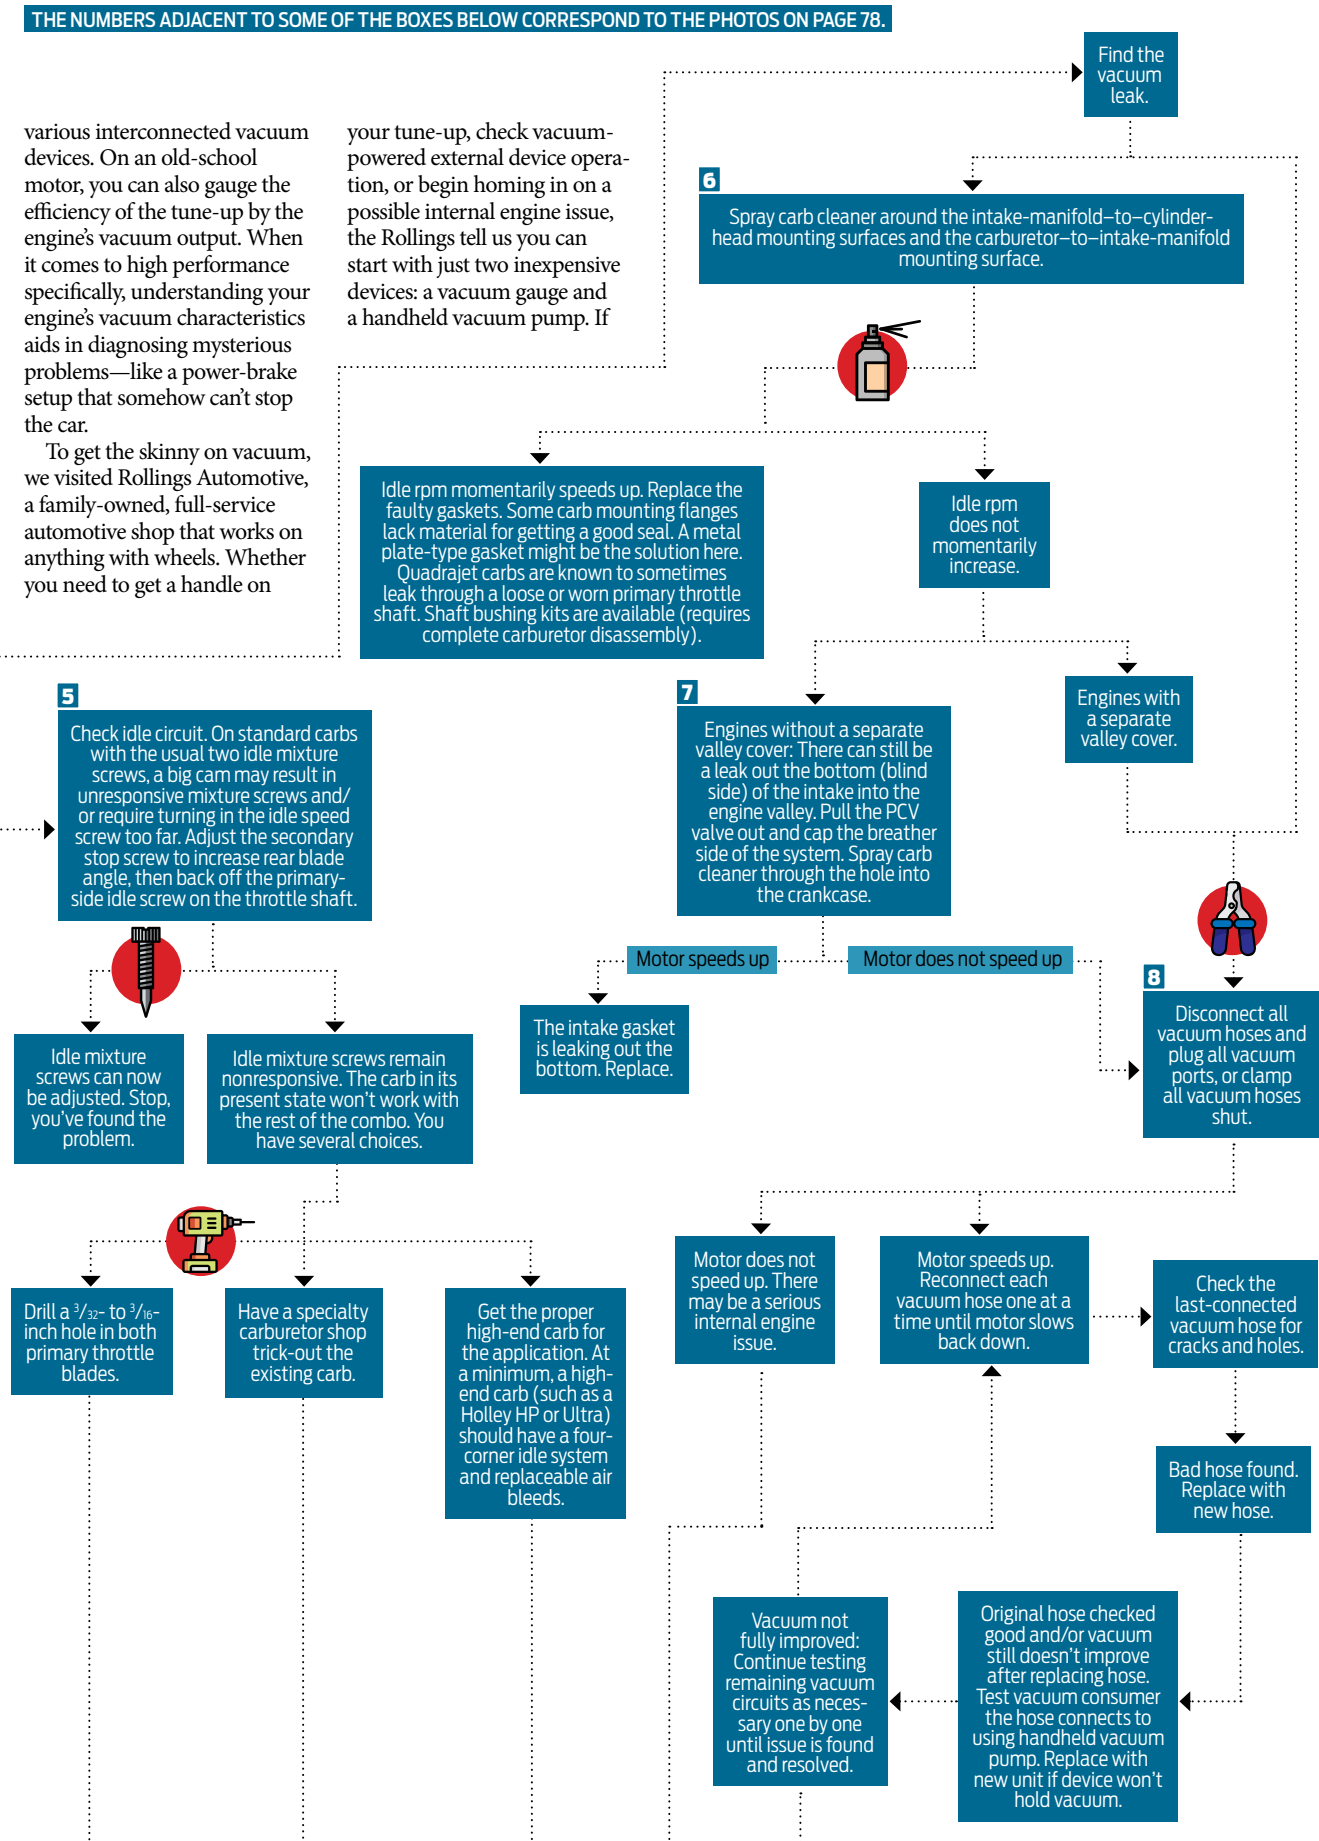 THE NUMBERS ADJACENT TO SOME OF THE BOXES BELOW CORRESPOND TO THE PHOTOS ON PAGE 78.
various interconnected vacuum
devices. On an old-school
motor, you can also gauge the
efficiency of the tune-up by the
engine’s vacuum output. When
it comes to high performance
specifically, understanding your
engine’s vacuum characteristics
aids in diagnosing mysterious
problems—like a power-brake
setup that somehow can’t stop
the car.
To get the skinny on vacuum,
we visited Rollings Automotive,
a family-owned, full-service
automotive shop that works on
anything with wheels. Whether
you need to get a handle on
your tune-up, check vacuum-
powered external device opera-
tion, or begin homing in on a
possible internal engine issue,
the Rollings tell us you can
start with just two inexpensive
devices: a vacuum gauge and
a handheld vacuum pump. If
Find the
vacuum
leak.
6
Spray carb cleaner around the intake-manifold–to–cylinder-
head mounting surfaces and the carburetor–to–intake-manifold
mounting surface.
Idle rpm momentarily speeds up. Replace the
faulty gaskets. Some carb mounting flanges
lack material for getting a good seal. A metal
plate-type gasket might be the solution here.
Quadrajet carbs are known to sometimes
leak through a loose or worn primary throttle
shaft. Shaft bushing kits are available (requires
complete carburetor disassembly).
Idle rpm
does not
momentarily
increase.
5
Check idle circuit. On standard carbs
with the usual two idle mixture
screws, a big cam may result in
unresponsive mixture screws and/
or require turning in the idle speed
screw too far. Adjust the secondary
stop screw to increase rear blade
angle, then back off the primary-
side idle screw on the throttle shaft.
7
Engines without a separate
valley cover: There can still be
a leak out the bottom (blind
side) of the intake into the
engine valley. Pull the PCV
valve out and cap the breather
side of the system. Spray carb
cleaner through the hole into
the crankcase.
Engines with
a separate
valley cover.
Motor speeds up
Motor does not speed up
The intake gasket
is leaking out the
bottom. Replace.
8
Disconnect all
vacuum hoses and
plug all vacuum
ports, or clamp
all vacuum hoses
shut.
Idle mixture
screws can now
be adjusted. Stop,
you’ve found the
problem.
Idle mixture screws remain
nonresponsive. The carb in its
present state won’t work with
the rest of the combo. You
have several choices.
Drill a 3/32- to 3/16-
inch hole in both
primary throttle
blades.
Have a specialty
carburetor shop
trick-out the
existing carb.
Get the proper
high-end carb for
the application. At
a minimum, a high-
end carb (such as a
Holley HP or Ultra)
should have a four-
corner idle system
and replaceable air
bleeds.
Motor does not
speed up. There
may be a serious
internal engine
issue.
Motor speeds up.
Reconnect each
vacuum hose one at a
time until motor slows
back down.
Check the
last-connected
vacuum hose for
cracks and holes.
Bad hose found.
Replace with
new hose.
Original hose checked
good and/or vacuum
still doesn’t improve
after replacing hose.
Test vacuum consumer
the hose connects to
using handheld vacuum
pump. Replace with
new unit if device won’t
hold vacuum.
Vacuum not
fully improved:
Continue testing
remaining vacuum
circuits as neces-
sary one by one
until issue is found
and resolved.